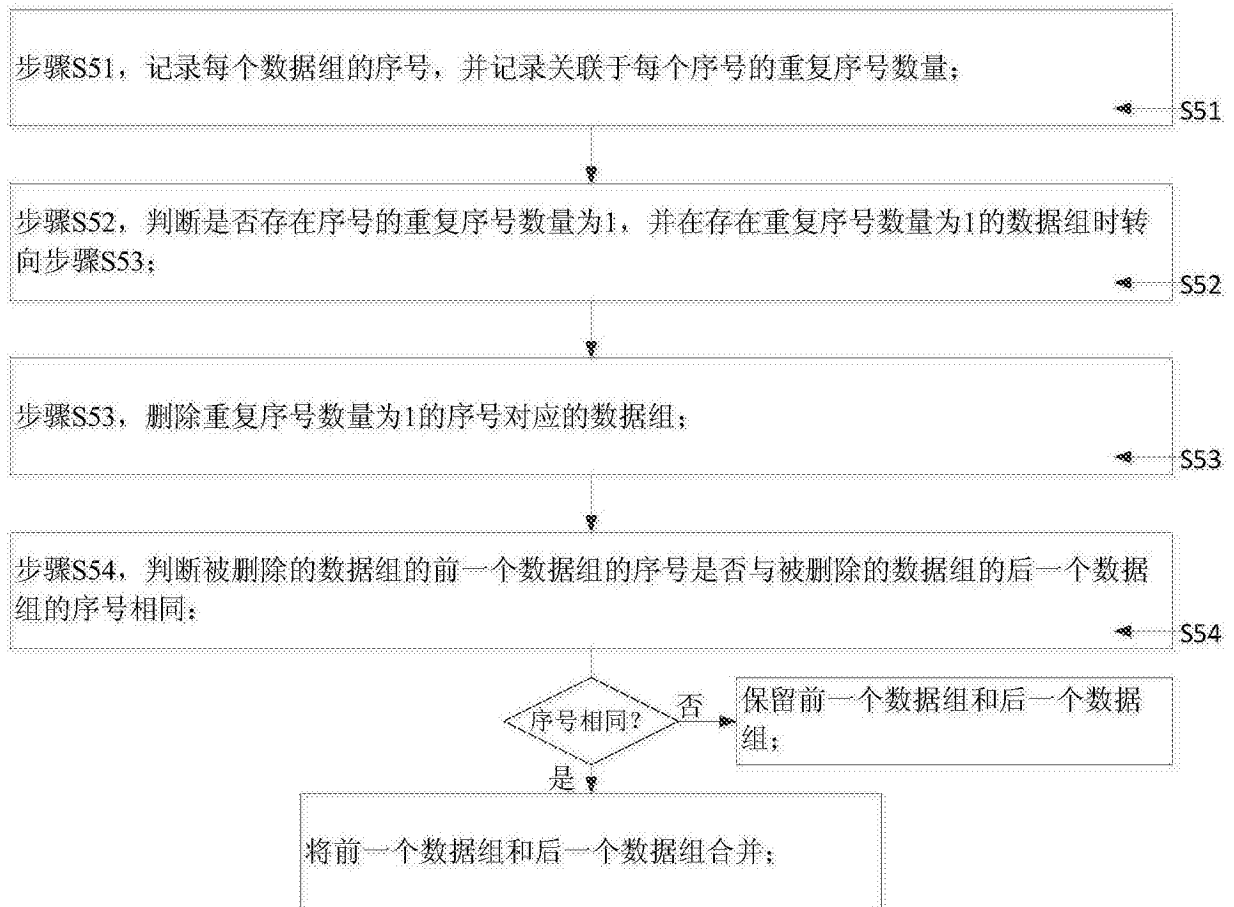 步骤S51，记录每个数据组的序号，并记录关联于每个序号的重复序号数量；
S51
步骤S52，判断是否存在序号的重复序号数量为1，并在存在重复序号数量为1的数据组时转
向步骤S53；
S52
步骤S53，删除重复序号数量为1的序号对应的数据组；
S53
步骤S54，判断被删除的数据组的前一个数据组的序号是否与被删除的数据组的后一个数据
组的序号相同：
S54
序号相同？
否
保留前一个数据组和后一个数据
组；
是
将前一个数据组和后一个数据组合并；